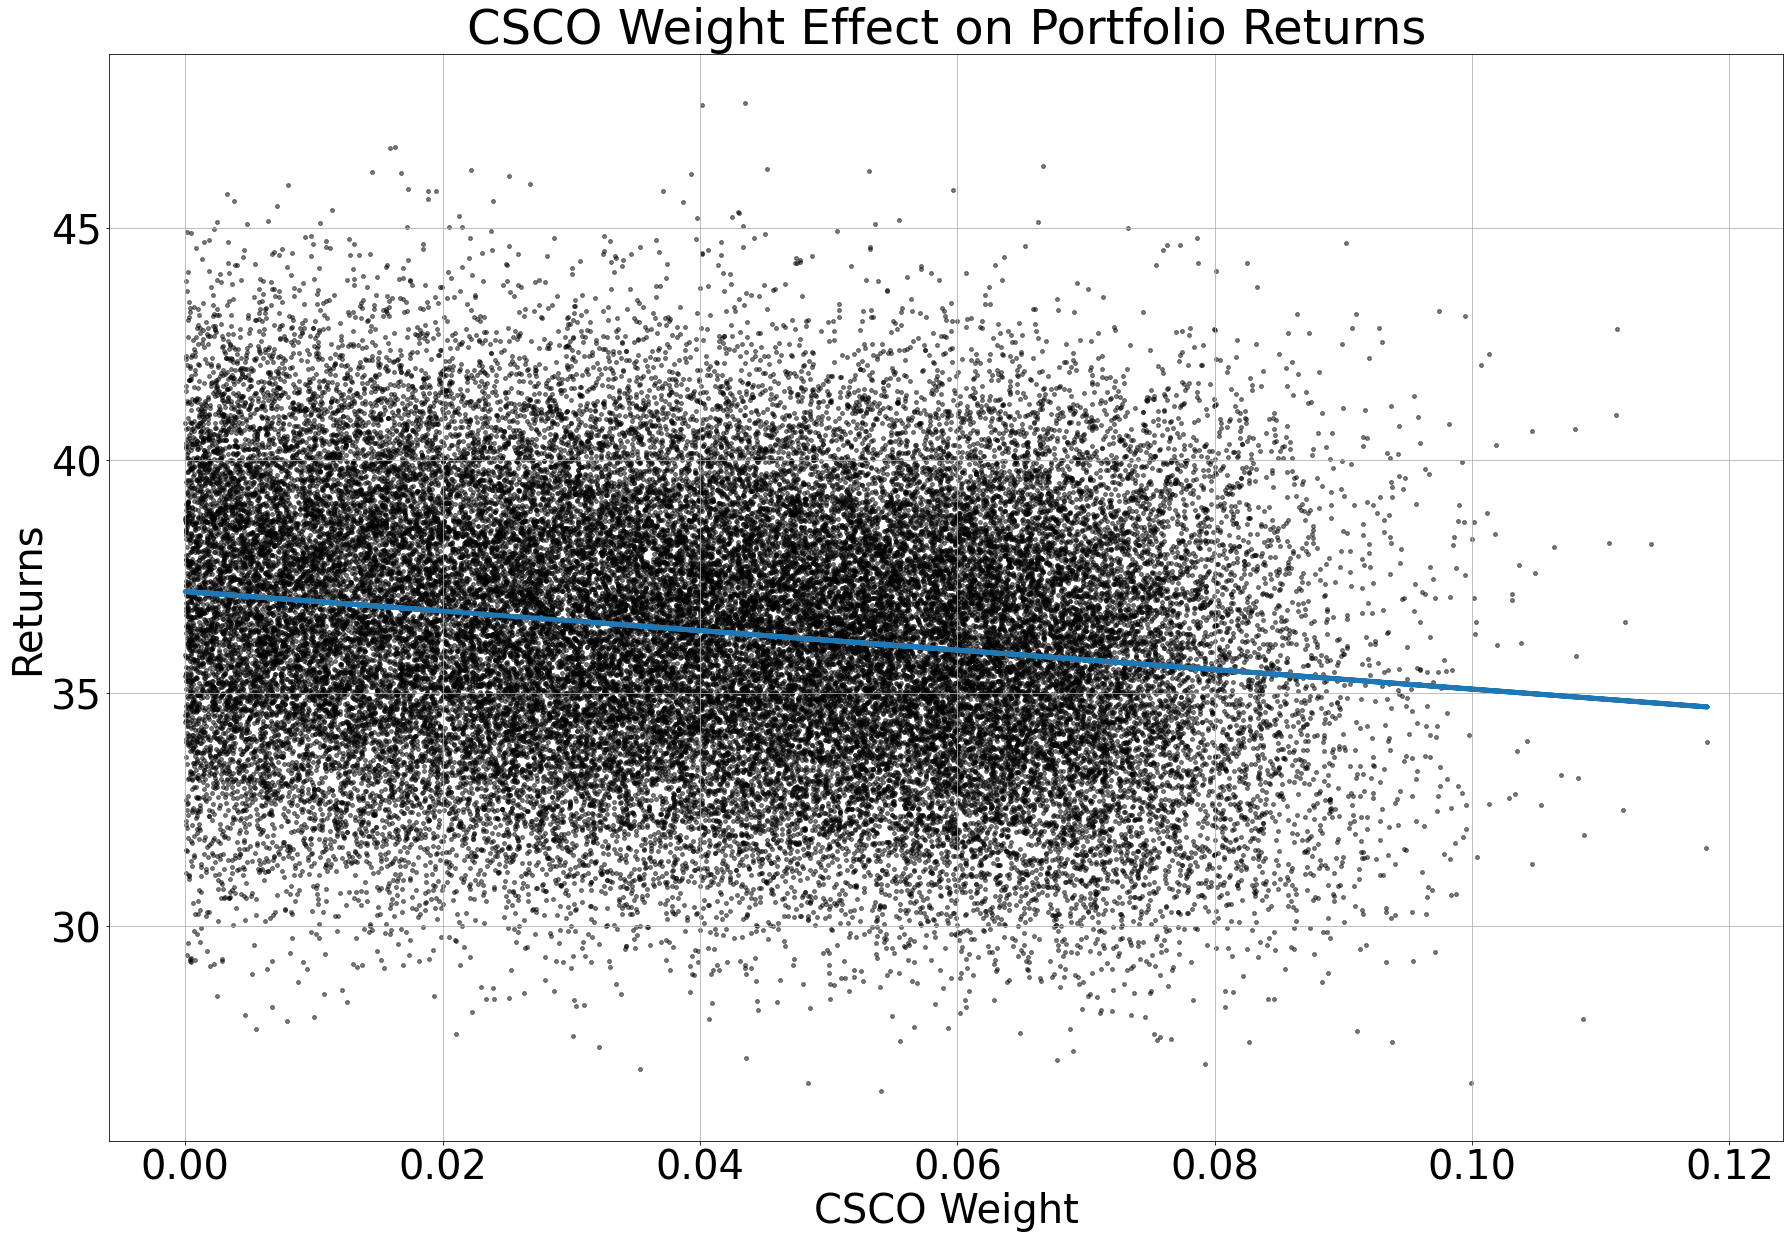 CSCO Weight Effect on Portfolio Returns
45
40
35
30
Returns
0.00 0.02 0.04 0.06 0.08 0.10 0.12
CSCO Weight